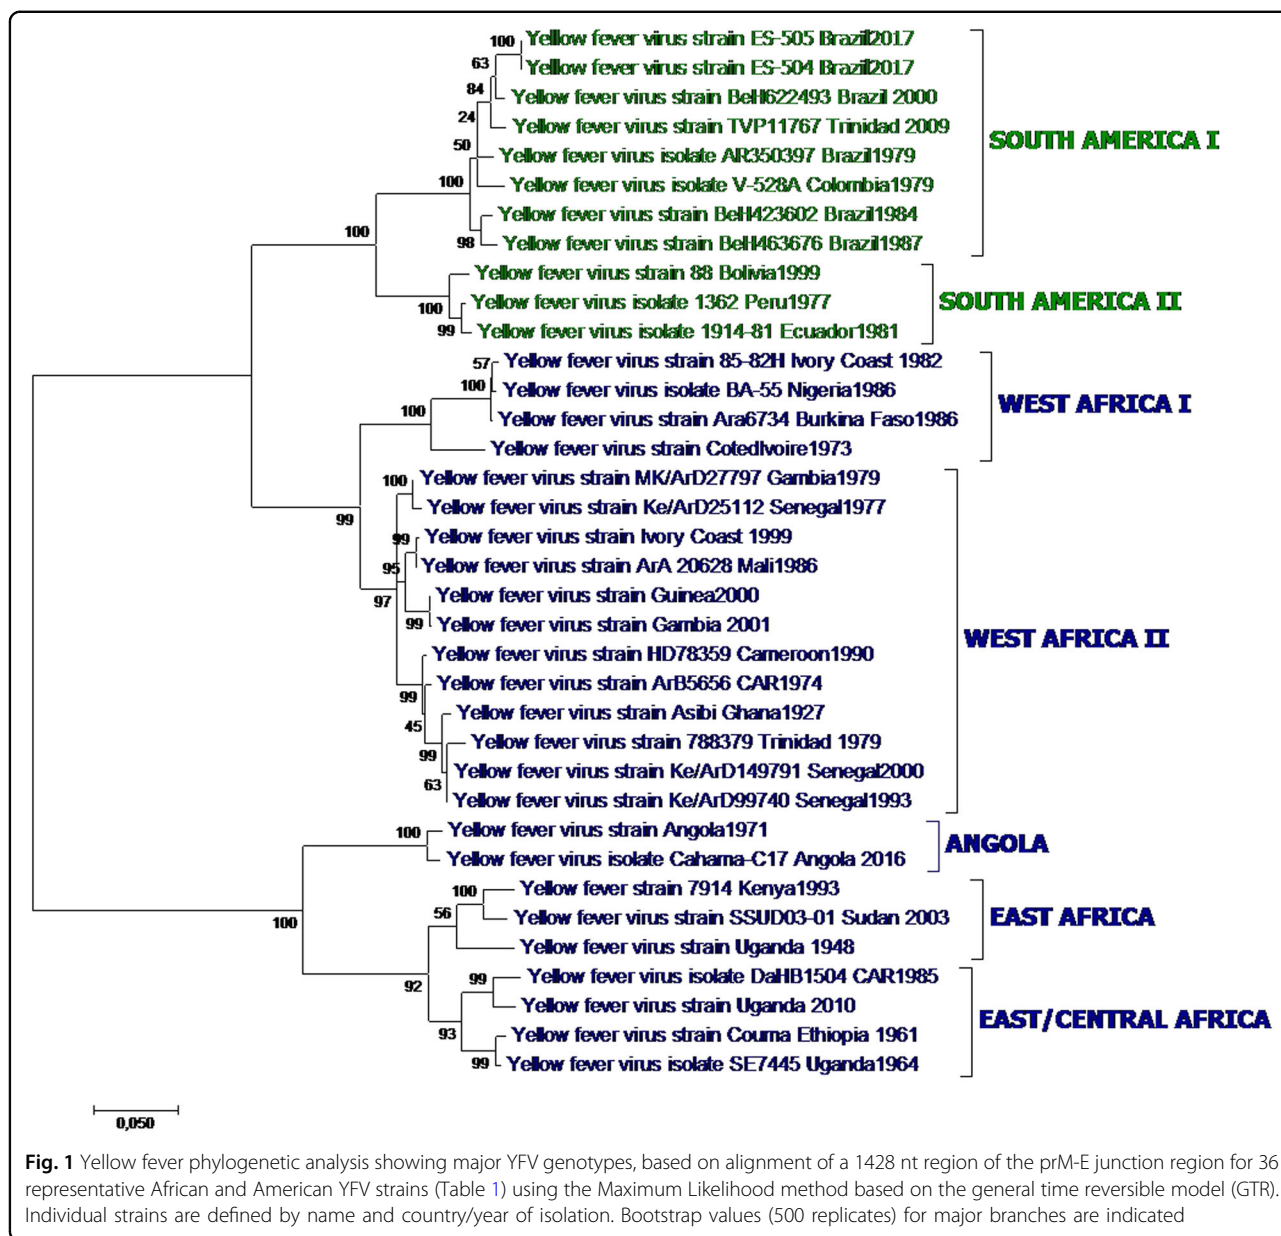 Yellow fever virus strain ES-505 Brazil2017
100
Yellow fever virus strain ES-504 Brazil2017
63
Yellow fever virus strain BeH622493 Brazil 2000
84
Yellow fever virus strain TVP11767 Trinidad 2009
24
SOUTH AMERICA I
Yellow fever virus isolate AR350397 Brazil1979
50
Yellow fever virus isolate V-528A Colombia1979
100
Yellow fever virus strain BeH423602 Brazil1984
100
Yellow fever virus strain BeH463676 Brazil1987
98
Yellow fever virus strain 88 Bolivia1999
Yellow fever virus isolate 1362 Peru1977
100
SOUTH AMERICA II
Yellow fever virus isolate 1914-81 Ecuador1981
99
Yellow fever virus strain 85-82H Ivory Coast 1982
57
Yellow fever virus isolate BA-55 Nigeria1986
100
WEST AFRICA I
Yellow fever virus strain Ara6734 Burkina Faso1986
100
Yellow fever virus strain CotedIvoire1973
Yellow fever virus strain MK/ArD27797 Gambia1979
100
Yellow fever virus strain Ke/ArD25112 Senegal1977
99
Yellow fever virus strain Ivory Coast 1999
99
Yellow fever virus strain ArA 20628 Mali1986
95
Yellow fever virus strain Guinea2000
97
Yellow fever virus strain Gambia 2001
99
WEST AFRICA II
Yellow fever virus strain HD78359 Cameroon1990
Yellow fever virus strain ArB5656 CAR1974
99
Yellow fever virus strain Asibi Ghana1927
45
Yellow fever virus strain 788379 Trinidad 1979
99
Yellow fever virus strain Ke/ArD149791 Senegal2000
63
Yellow fever virus strain Ke/ArD99740 Senegal1993
Yellow fever virus strain Angola1971
100
ANGOLA
Yellow fever virus isolate Cahama-C17 Angola 2016
Yellow fever strain 7914 Kenya1993
100
Yellow fever virus strain SSUD03-01 Sudan 2003
56
EAST AFRICA
100
Yellow fever virus strain Uganda 1948
Yellow fever virus isolate DaHB1504 CAR1985
99
92
Yellow fever virus strain Uganda 2010
EAST/CENTRAL AFRICA
Yellow fever virus strain Couma Ethiopia 1961
93
Yellow fever virus isolate SE7445 Uganda1964
99
0,050
Fig. 1 Yellow fever phylogenetic analysis showing major YFV genotypes, based on alignment of a 1428 nt region of the prM-E junction region for 36
representative African and American YFV strains (Table 1) using the Maximum Likelihood method based on the general time reversible model (GTR).
Individual strains are defined by name and country/year of isolation. Bootstrap values (500 replicates) for major branches are indicated